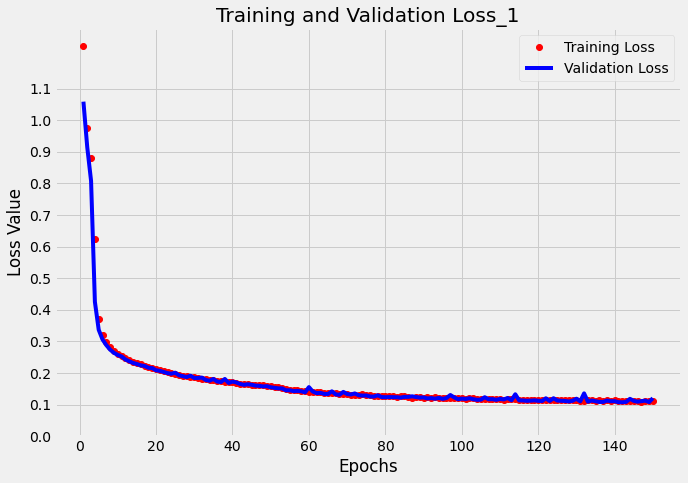 Training and Validation Loss_1
Training Loss
Validation Loss
1.1
1.0
0.9
0.8
0.7
0.6
0.5
0.4
0.3
0.2
0.1
0.0
Loss Value
0 20 40 60 80 100 120 140
Epochs